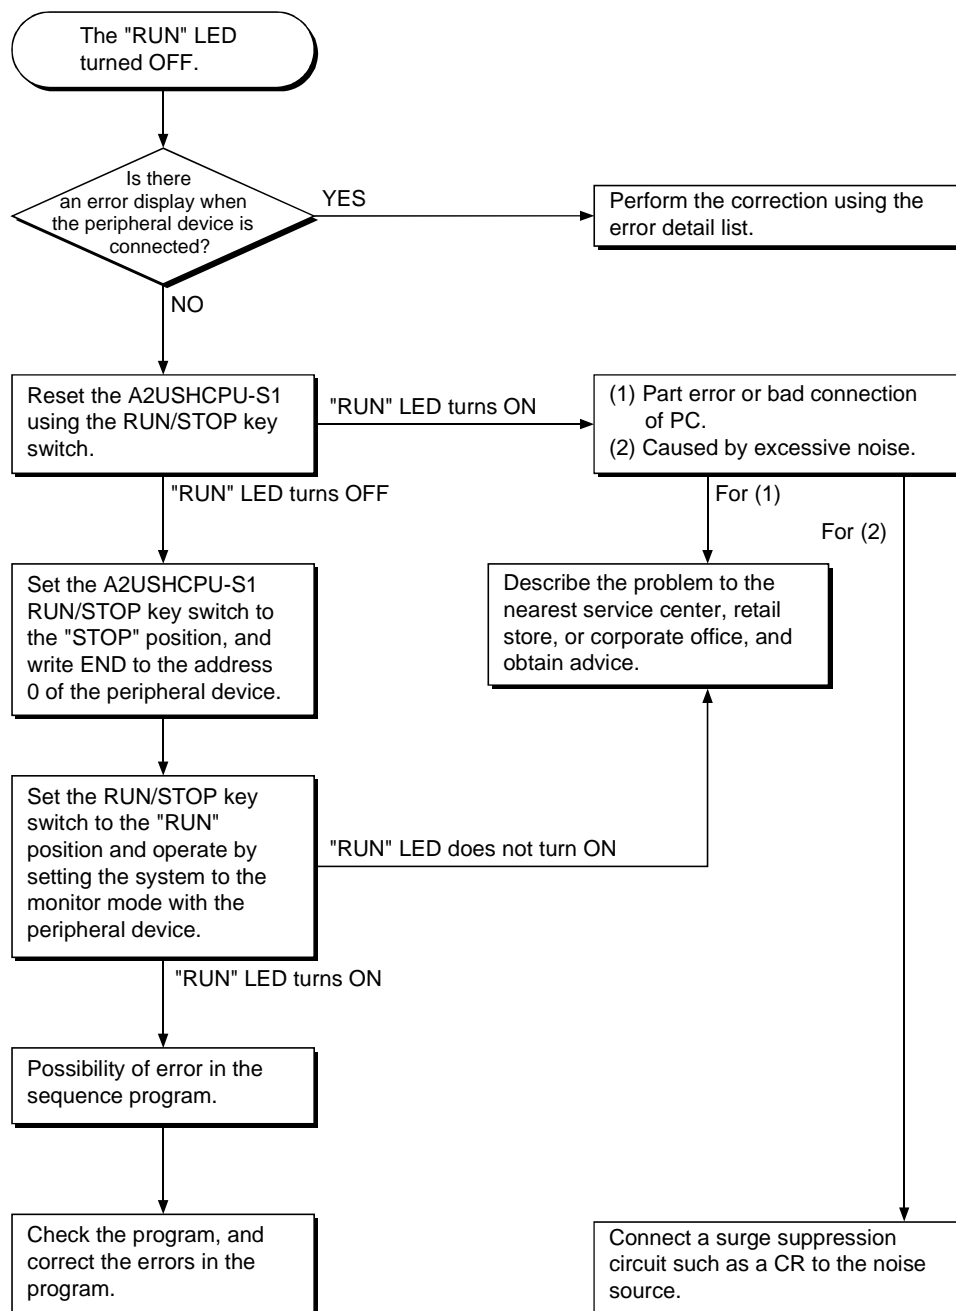 The "RUN" LED
turned OFF.
Is there
an error display when
the peripheral device is
connected?
YES
Perform the correction using the
error detail list.
NO
Reset the A2USHCPU-S1
using the RUN/STOP key
switch.
"RUN" LED turns ON
(1) Part error or bad connection
of PC.
(2) Caused by excessive noise.
"RUN" LED turns OFF
For (1)
For (2)
Set the A2USHCPU-S1
RUN/STOP key switch to
the "STOP" position, and
write END to the address
0 of the peripheral device.
Describe the problem to the
nearest service center, retail
store, or corporate office, and
obtain advice.
Set the RUN/STOP key
switch to the "RUN"
position and operate by
setting the system to the
monitor mode with the
peripheral device.
"RUN" LED does not turn ON
"RUN" LED turns ON
Possibility of error in the
sequence program.
Check the program, and
correct the errors in the
program.
Connect a surge suppression
circuit such as a CR to the noise
source.